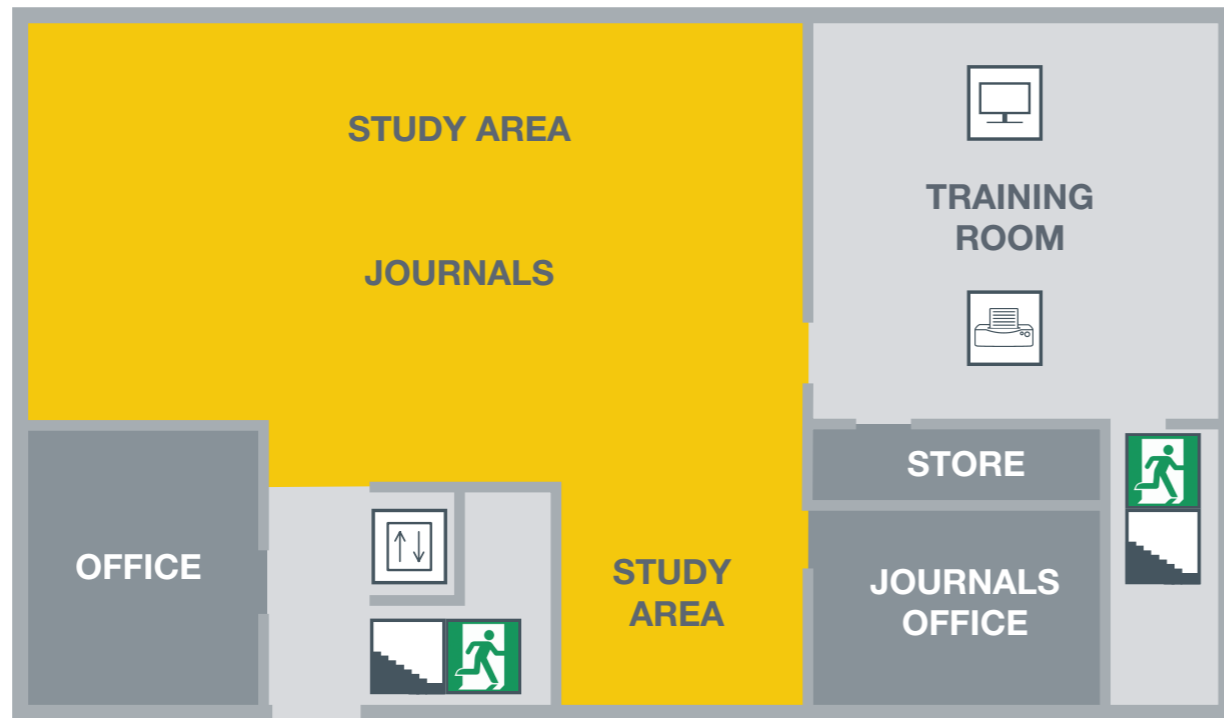 STUDY AREA
JOURNALS
TRAINING
ROOM
STORE
OFFICE
STUDY
AREA
JOURNALS
OFFICE